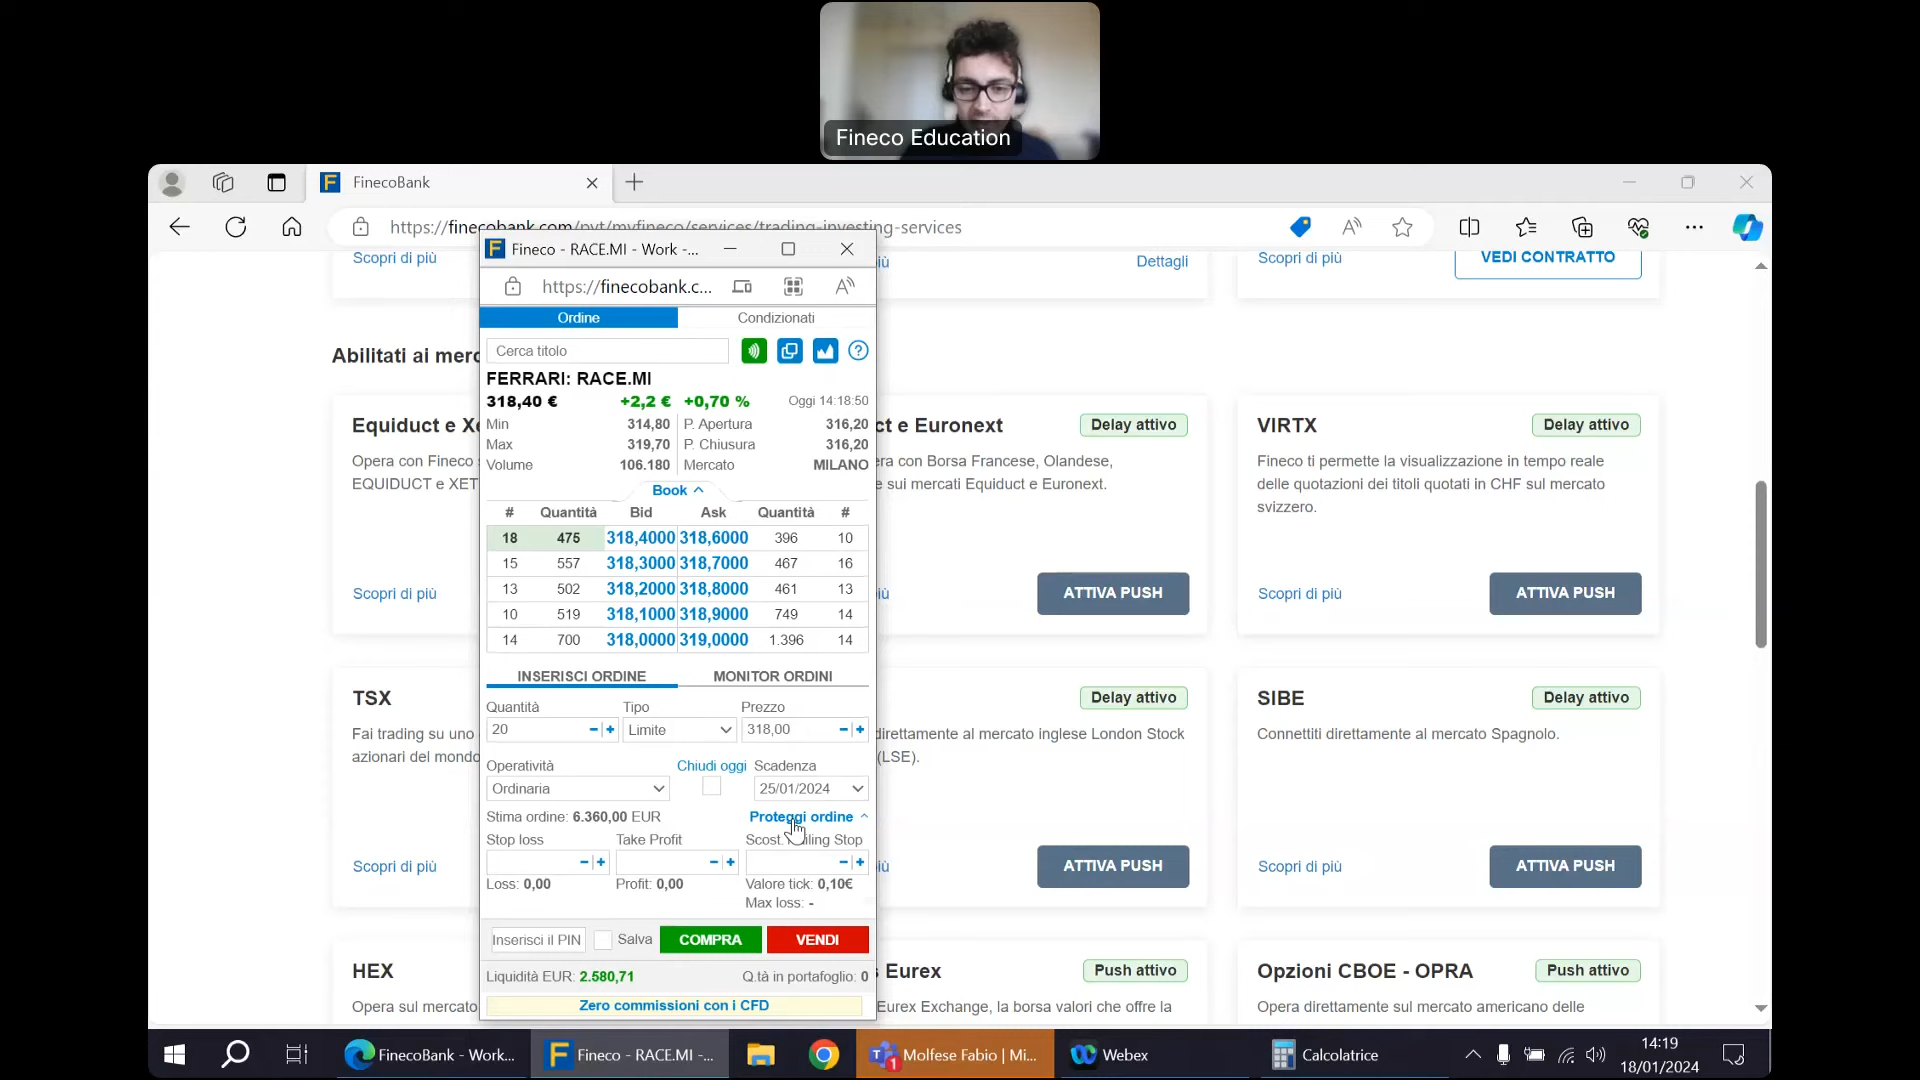 Fineco Education
FinecoBank
https://finecobank.com/pvt/myfineco/services/trading-investing-services
Fineco - RACE.MI - Work -...
https://finecobank.c...
Scopri di più
Dettagli
Scopri di più
VEDI CONTRATTO
Abilitati ai merc
Ordine
Condizionati
Cerca titolo
FERRARI: RACE.MI
318,40 € +2,2 € +0,70 % Oggi 14:18:50
Min 314,80 P. Apertura 316,20
Max 319,70 P. Chiusura 316,20
Volume 106.180 Mercato MILANO
Book
# Quantità Bid Ask Quantità #
18 475 318,4000 318,6000 396 10
15 557 318,3000 318,7000 467 16
13 502 318,2000 318,8000 461 13
10 519 318,1000 318,9000 749 14
14 700 318,0000 319,0000 1.396 14
INSERISCI ORDINE MONITOR ORDINI
Quantità Tipo Prezzo
20 Limite 318,00
Operatività Chiudi oggi Scadenza
Ordinaria 25/01/2024
Stima ordine: 6.360,00 EUR Proteggi ordine
Stop loss Take Profit Scost. Trailing Stop
Loss: 0,00 Profit: 0,00 Valore tick: 0,10€
Max loss: -
Inserisci il PIN Salva COMPRA VENDI
Liquidità EUR: 2.580,71 Q.tà in portafoglio: 0
Zero commissioni con i CFD
Equiduct e Xe
Opera con Fineco s
EQUIDUCT e XET
Scopri di più
ct e Euronext
Delay attivo
era con Borsa Francese, Olandese,
e sui mercati Equiduct e Euronext.
iù
ATTIVA PUSH
VIRTX
Delay attivo
Fineco ti permette la visualizzazione in tempo reale
delle quotazioni dei titoli quotati in CHF sul mercato
svizzero.
Scopri di più
ATTIVA PUSH
TSX
Fai trading su uno
azionari del mondo
Scopri di più
Delay attivo
direttamente al mercato inglese London Stock
(LSE).
iù
ATTIVA PUSH
SIBE
Delay attivo
Connettiti direttamente al mercato Spagnolo.
Scopri di più
ATTIVA PUSH
HEX
Opera sul mercato
s Eurex
Push attivo
Eurex Exchange, la borsa valori che offre la
Opzioni CBOE - OPRA
Push attivo
Opera direttamente sul mercato americano delle
FinecoBank - Work...
Fineco - RACE.MI -...
Molfese Fabio | Mi...
1
Webex
Calcolatrice
14:19
18/01/2024